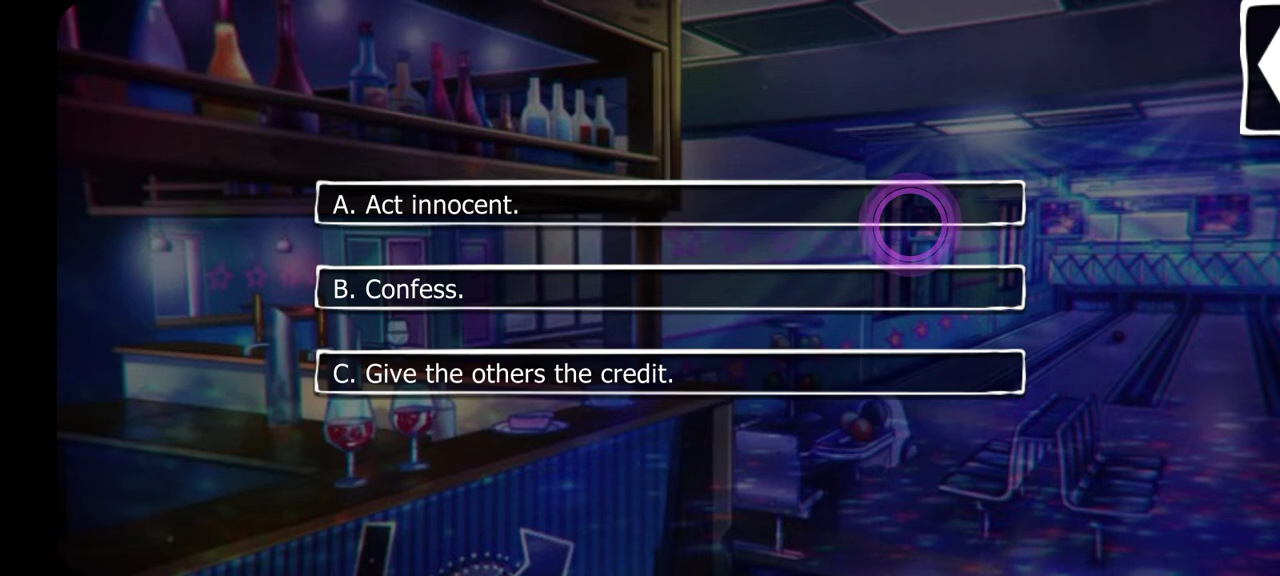 A. Act innocent.
B. Confess.
C. Give the others the credit.